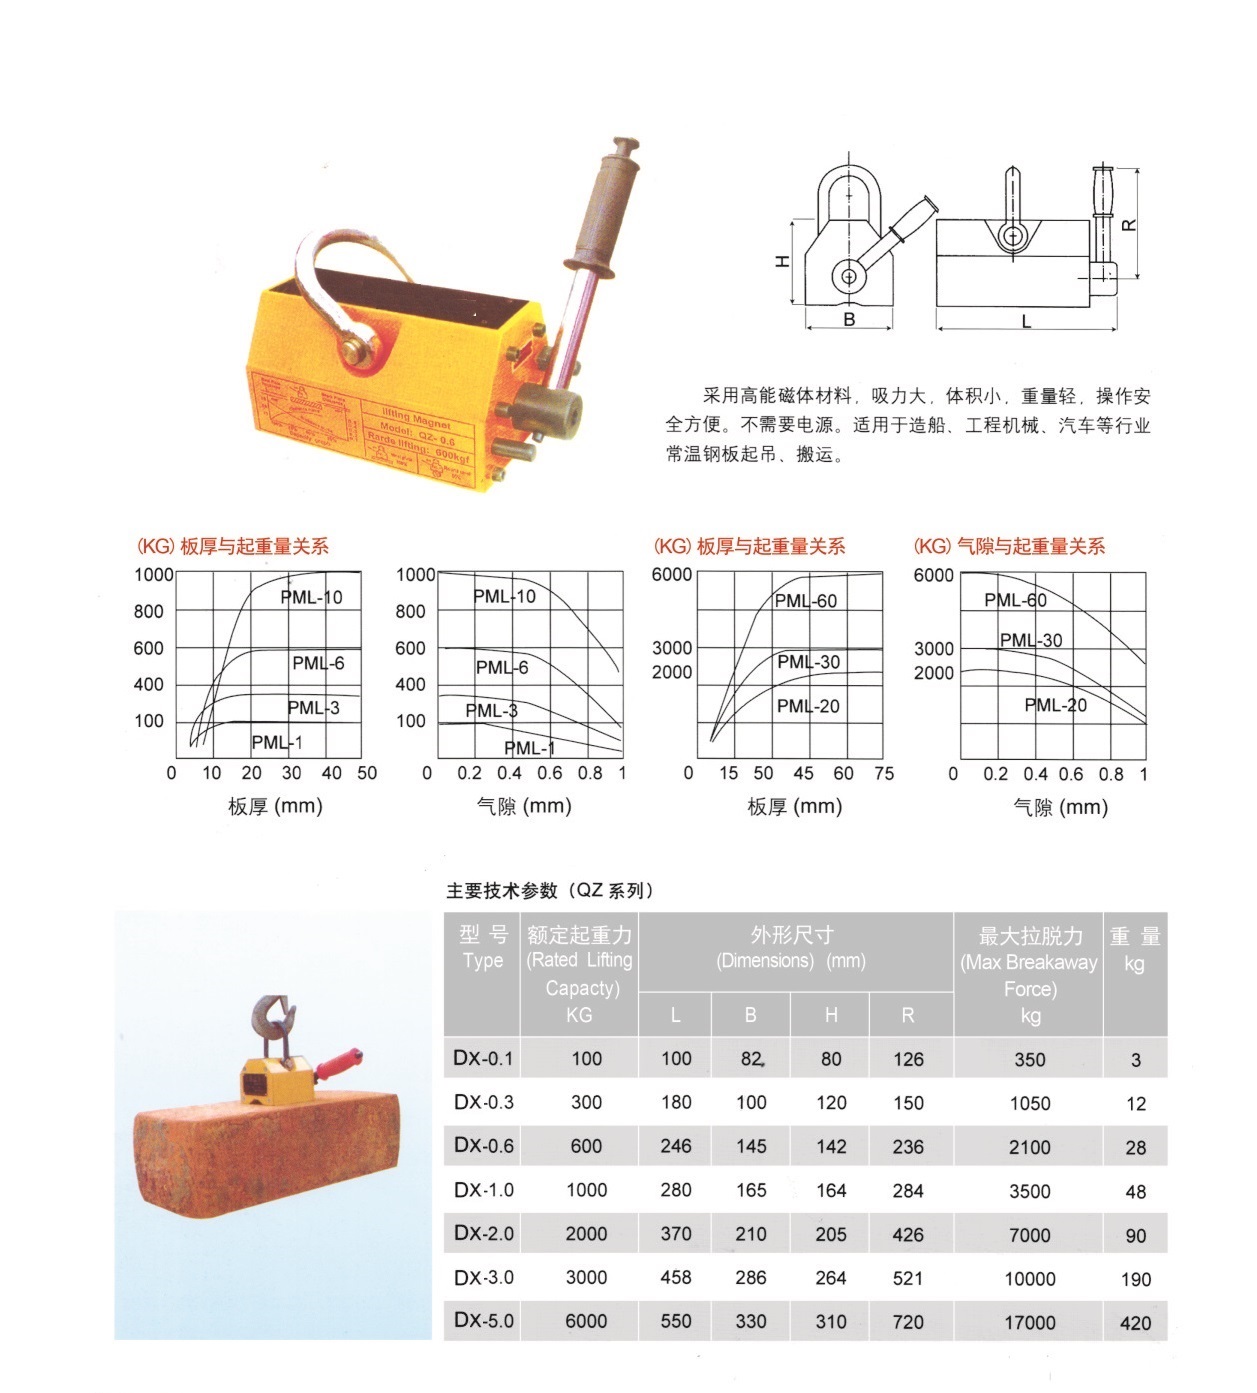 lifting Magnet
Model: QZ- 0.6
Rarde lifting: 600kgf
H
B
L
R
采用高能磁体材料，吸力大，体积小，重量轻，操作安
全方便。不需要电源。适用于造船、工程机械、汽车等行业
常温钢板起吊、搬运。
(KG) 板厚与起重量关系
1000
800
600
400
100
PML-10
PML-6
PML-3
PML-1
0 10 20 30 40 50
板厚 (mm)
1000
800
600
400
100
PML-10
PML-6
PML-3
PML-1
0 0.2 0.4 0.6 0.8 1
气隙 (mm)
(KG) 板厚与起重量关系
6000
3000
2000
PML-60
PML-30
PML-20
0 15 50 45 60 75
板厚 (mm)
(KG) 气隙与起重量关系
6000
3000
2000
PML-60
PML-30
PML-20
0 0.2 0.4 0.6 0.8 1
气隙 (mm)
主要技术参数（QZ 系列）
型 号 额定起重力 外形尺寸 最大拉脱力 重 量
Type (Rated Lifting (Dimensions) (mm) (Max Breakaway kg
Capacty) Force)
KG L B H R kg
DX-0.1 100 100 82 80 126 350 3
DX-0.3 300 180 100 120 150 1050 12
DX-0.6 600 246 145 142 236 2100 28
DX-1.0 1000 280 165 164 284 3500 48
DX-2.0 2000 370 210 205 426 7000 90
DX-3.0 3000 458 286 264 521 10000 190
DX-5.0 6000 550 330 310 720 17000 420